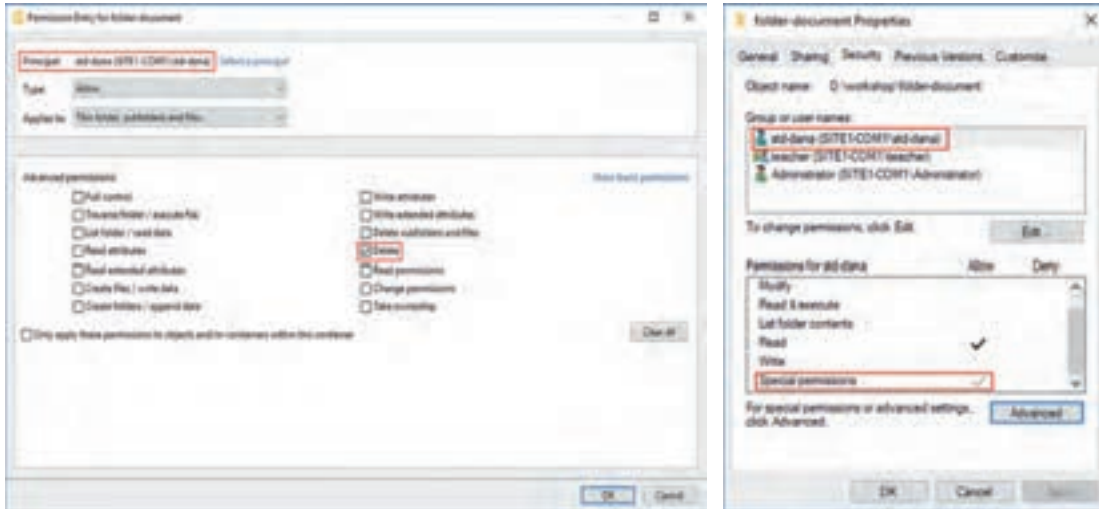 Permission Entry for folder-document
Principal: std-dana (SITE1-COM1\std-dana) Select a principal
Type: Allow
Applies to: This folder, subfolders and files
Advanced permissions: Show basic permissions
Full control
Traverse folder / execute file
List folder / read data
Read attributes
Read extended attributes
Create files / write data
Create folders / append data
Write attributes
Write extended attributes
Delete subfolders and files
Delete
Read permissions
Change permissions
Take ownership
Only apply these permissions to objects and/or containers within this container
Clear all
OK Cancel
folder-document Properties
General Sharing Security Previous Versions Customize
Object name: D:\workshop\folder-document
Group or user names:
std-dana (SITE1-COM1\std-dana)
teacher (SITE1-COM1\teacher)
Administrator (SITE1-COM1\Administrator)
To change permissions, click Edit. Edit...
Permissions for std-dana Allow Deny
Modify
Read & execute
List folder contents
Read
Write
Special permissions
For special permissions or advanced settings, click Advanced. Advanced
OK Cancel